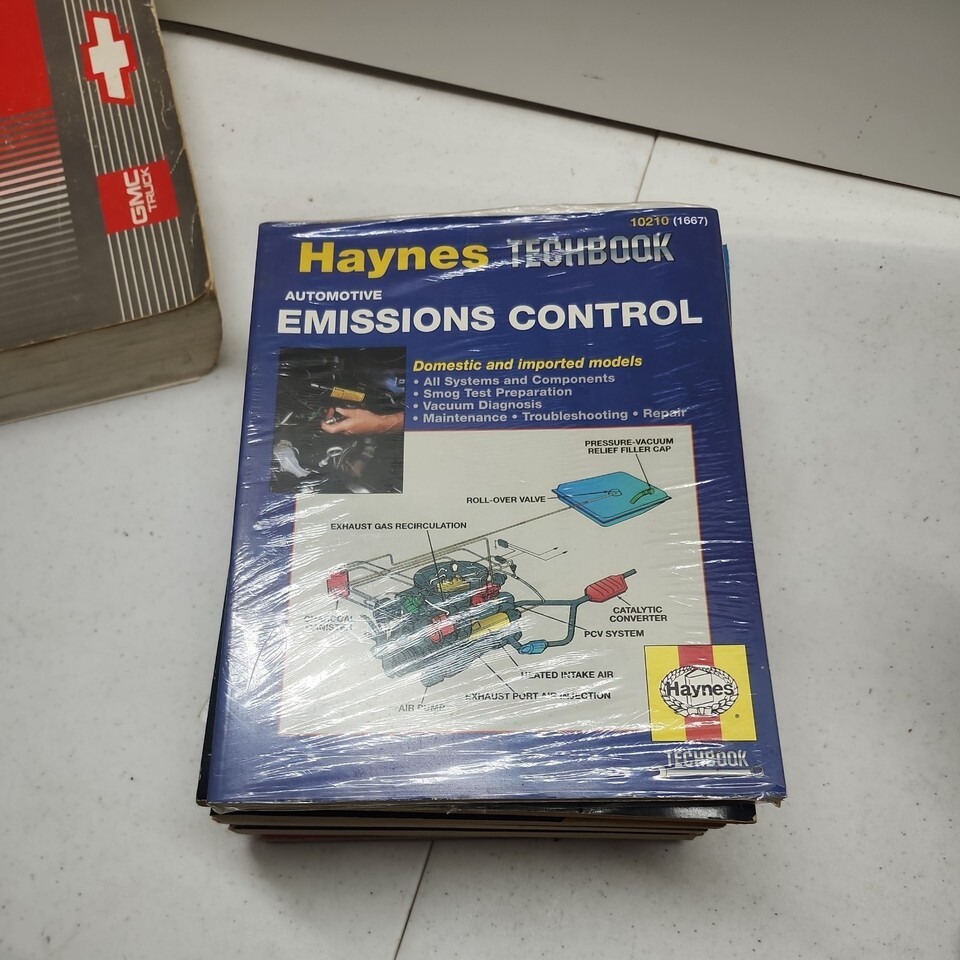 GMC
TRUCK
10210 (1667)
Haynes TECHBOOK
AUTOMOTIVE
EMISSIONS CONTROL
Domestic and imported models
• All Systems and Components
• Smog Test Preparation
• Vacuum Diagnosis
• Maintenance • Troubleshooting • Repair
PRESSURE-VACUUM
RELIEF FILLER CAP
ROLL-OVER VALVE
EXHAUST GAS RECIRCULATION
CHARCOAL
CANISTER
CATALYTIC
CONVERTER
PCV SYSTEM
HEATED INTAKE AIR
EXHAUST PORT AIR INJECTION
AIR PUMP
Haynes
TECHBOOK